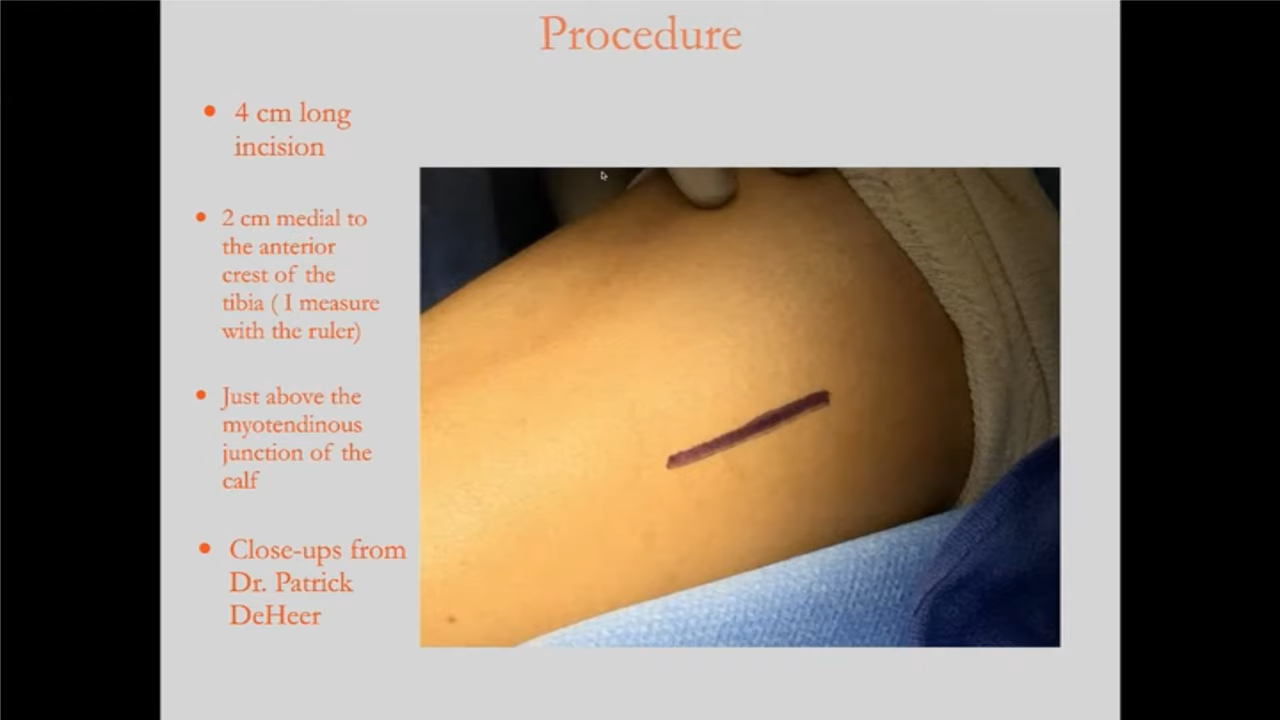 Procedure
4 cm long
incision
2 cm medial to
the anterior
crest of the
tibia ( I measure
with the ruler)
Just above the
myotendinous
junction of the
calf
Close-ups from
Dr. Patrick
DeHeer